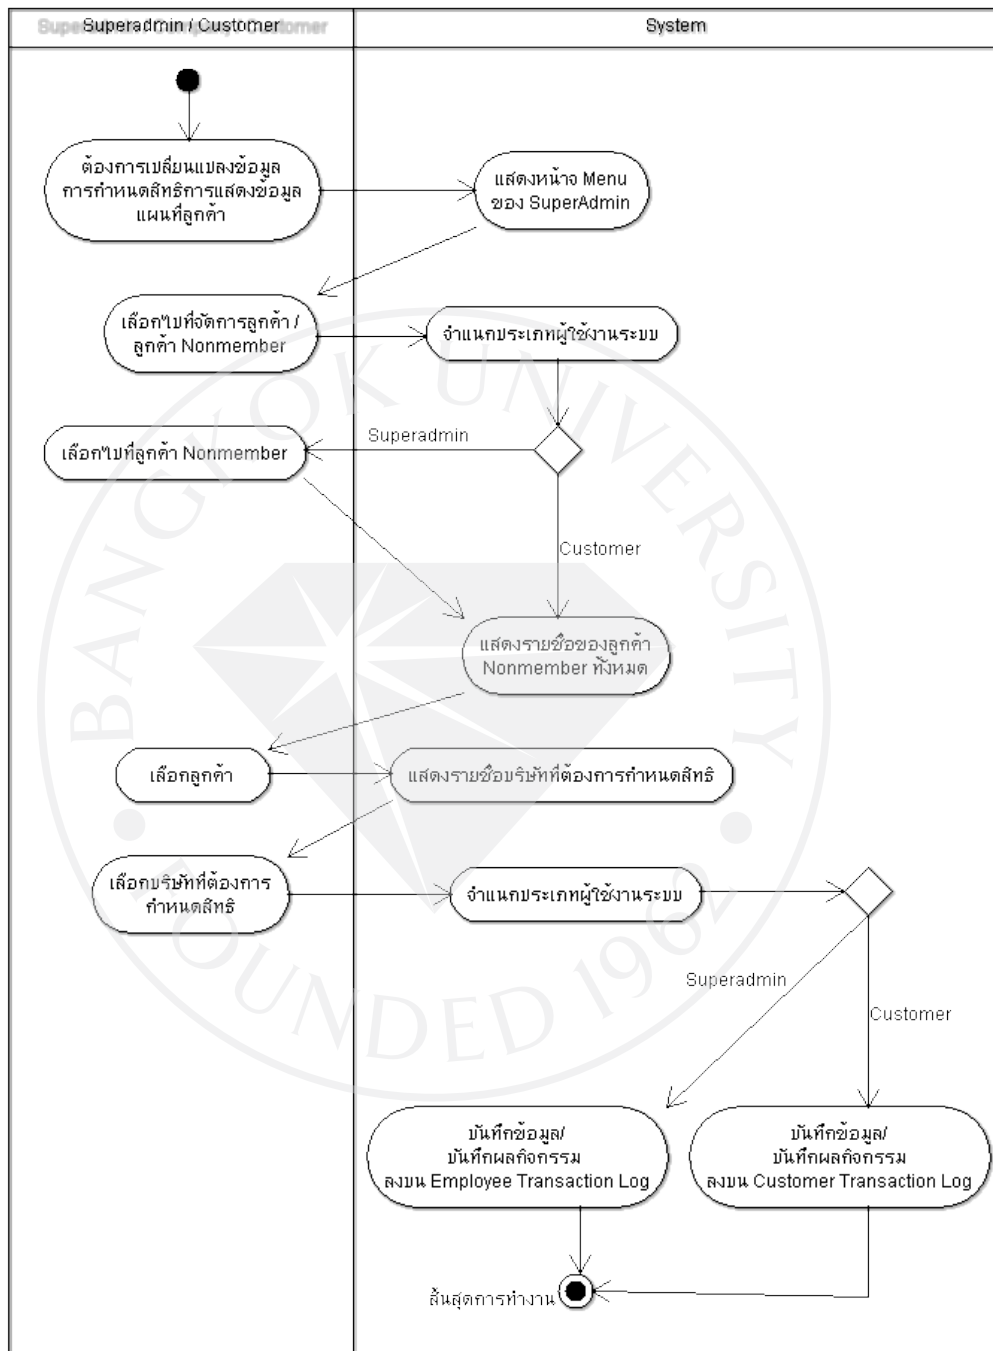 Superadmin / Customer
System
ต้องการเปลี่ยนแปลงข้อมูล
การกำหนดสิทธิการแสดงข้อมูล
แผนที่ลูกค้า
แสดงหน้าจอ Menu
ของ SuperAdmin
เลือกไปที่จัดการลูกค้า /
ลูกค้า Nonmember
จำแนกประเภทผู้ใช้งานระบบ
Superadmin
เลือกไปที่ลูกค้า Nonmember
Customer
แสดงรายชื่อของลูกค้า
Nonmember ทั้งหมด
เลือกลูกค้า
แสดงรายชื่อบริษัทที่ต้องการกำหนดสิทธิ
เลือกบริษัทที่ต้องการ
กำหนดสิทธิ
จำแนกประเภทผู้ใช้งานระบบ
Superadmin
Customer
บันทึกข้อมูล/
บันทึกผลกิจกรรม
ลงบน Employee Transaction Log
บันทึกข้อมูล/
บันทึกผลกิจกรรม
ลงบน Customer Transaction Log
สิ้นสุดการทำงาน
BANGKOK UNIVERSITY
FOUNDED 1962